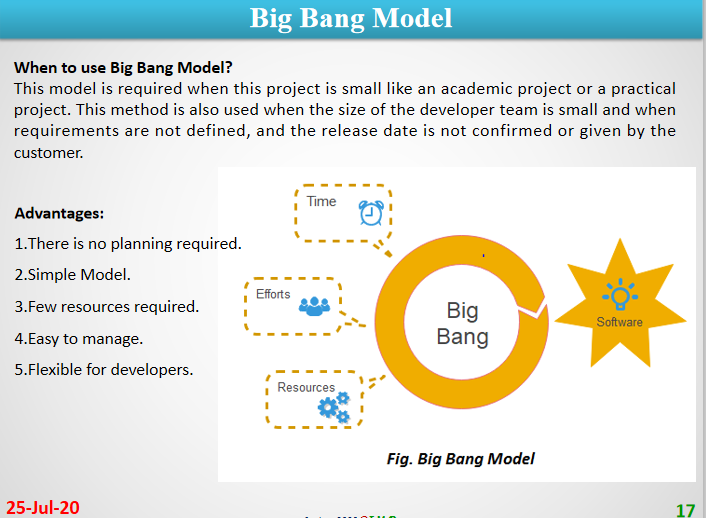 Big Bang Model
When to use Big Bang Model?
This model is required when this project is small like an academic project or a practical
project. This method is also used when the size of the developer team is small and when
requirements are not defined, and the release date is not confirmed or given by the
customer.
Advantages:
1.There is no planning required.
2.Simple Model.
3.Few resources required.
4.Easy to manage.
5.Flexible for developers.
Time
Efforts
Resources
Big
Bang
Software
Fig. Big Bang Model
25-Jul-20
17